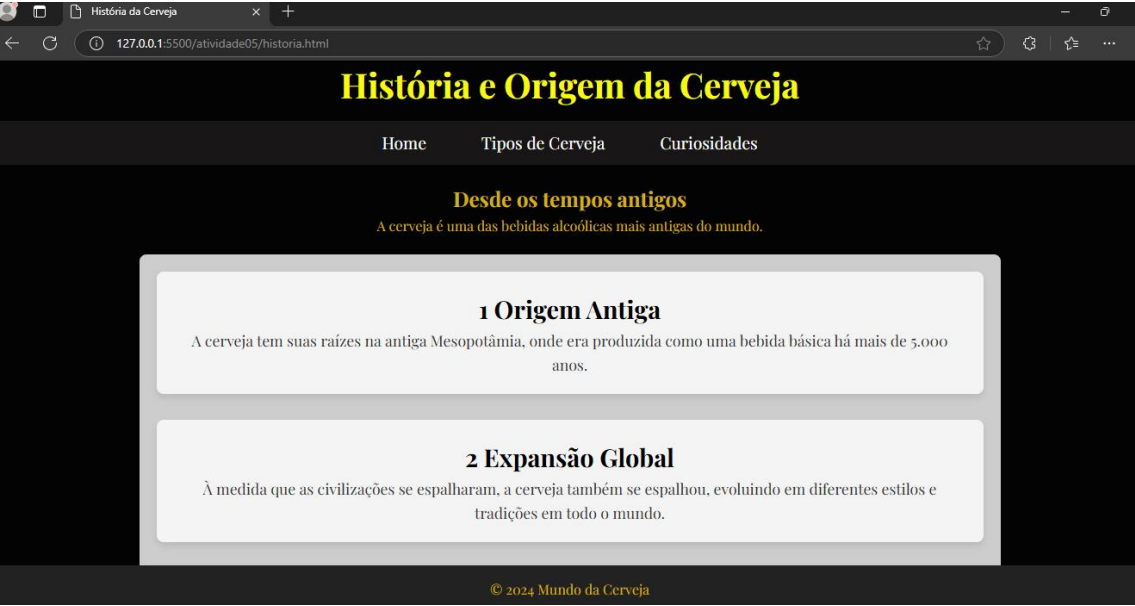 História da Cerveja
127.0.0.1:5500/atividade05/historia.html
História e Origem da Cerveja
Home Tipos de Cerveja Curiosidades
Desde os tempos antigos
A cerveja é uma das bebidas alcoólicas mais antigas do mundo.
1 Origem Antiga
A cerveja tem suas raízes na antiga Mesopotâmia, onde era produzida como uma bebida básica há mais de 5.000
anos.
2 Expansão Global
À medida que as civilizações se espalharam, a cerveja também se espalhou, evoluindo em diferentes estilos e
tradições em todo o mundo.
© 2024 Mundo da Cerveja